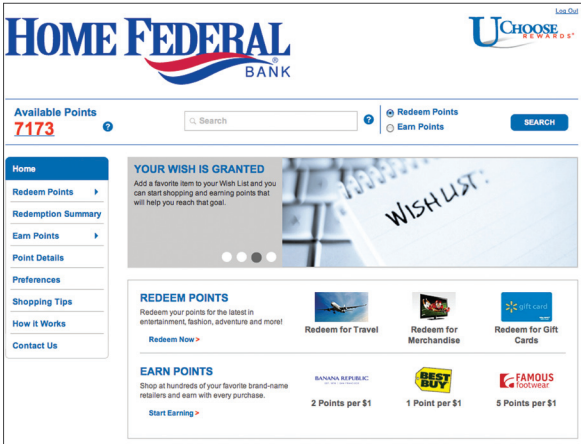 Log Out
HOME FEDERAL
BANK
UCHOOSE
REWARDS
Available Points
7173
?
Search
?
Redeem Points
Earn Points
SEARCH
Home
Redeem Points
Redemption Summary
Earn Points
Point Details
Preferences
Shopping Tips
How it Works
Contact Us
YOUR WISH IS GRANTED
Add a favorite item to your Wish List and you
can start shopping and earning points that
will help you reach that goal.
WISH LIST:
REDEEM POINTS
Redeem your points for the latest in
entertainment, fashion, adventure and more!
Redeem Now >
Redeem for Travel
Redeem for
Merchandise
gift card
Redeem for Gift
Cards
EARN POINTS
Shop at hundreds of your favorite brand-name
retailers and earn with every purchase.
Start Earning >
BANANA REPUBLIC
2 Points per $1
BEST
BUY
1 Point per $1
FAMOUS
footwear
5 Points per $1